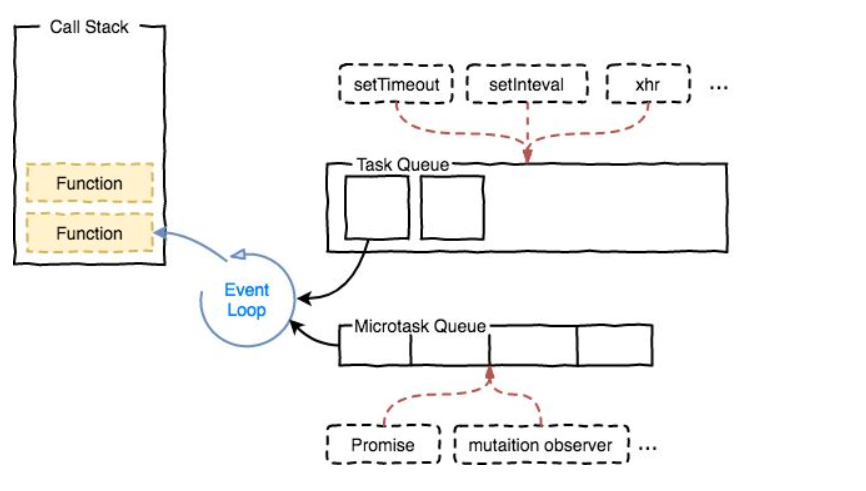 Call Stack
setTimeout
setInteval
xhr
...
Task Queue
Function
Function
Event
Loop
Microtask Queue
Promise
mutaition observer
...